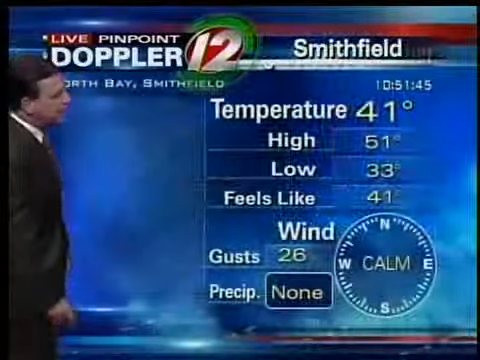 LIVE PINPOINT
DOPPLER 12
Smithfield
ORTH BAY, SMITHFIELD
10:51:45
Temperature 41°
High 51°
Low 33°
Feels Like 41°
Wind
Gusts 26
Precip. None
N
W CALM E
S